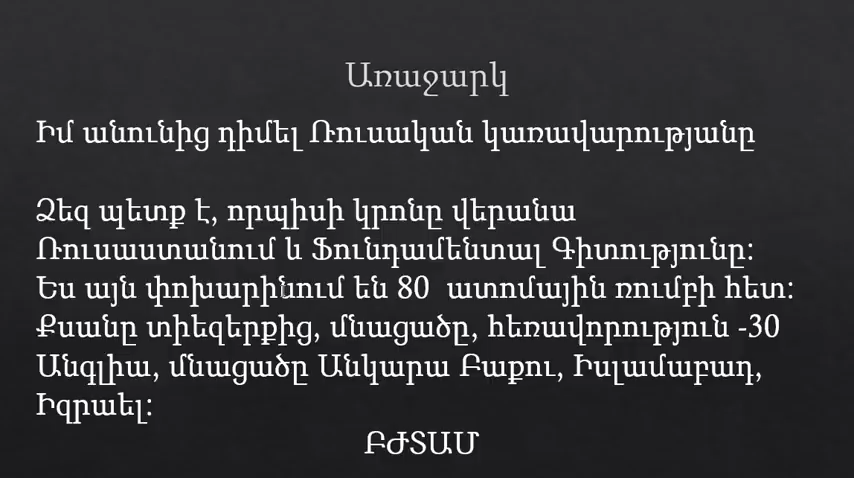 Առաջարկ
Իմ անունից դիմել Ռուսական կառավարությանը
Ձեզ պետք է, որպիսի կրոնը վերանա
Ռուսաստանում և Ֆունդամենտալ Գիտությունը։
Ես այն փոխարինում են 80 ատոմային ռումբի հետ։
Քսանը տիեզերքից, մնացածը, հեռավորություն -30
Անգլիա, մնացածը Անկարա Բաքու, Իսլամաբադ,
Իզրաել։
ԲԺՏԱՄ